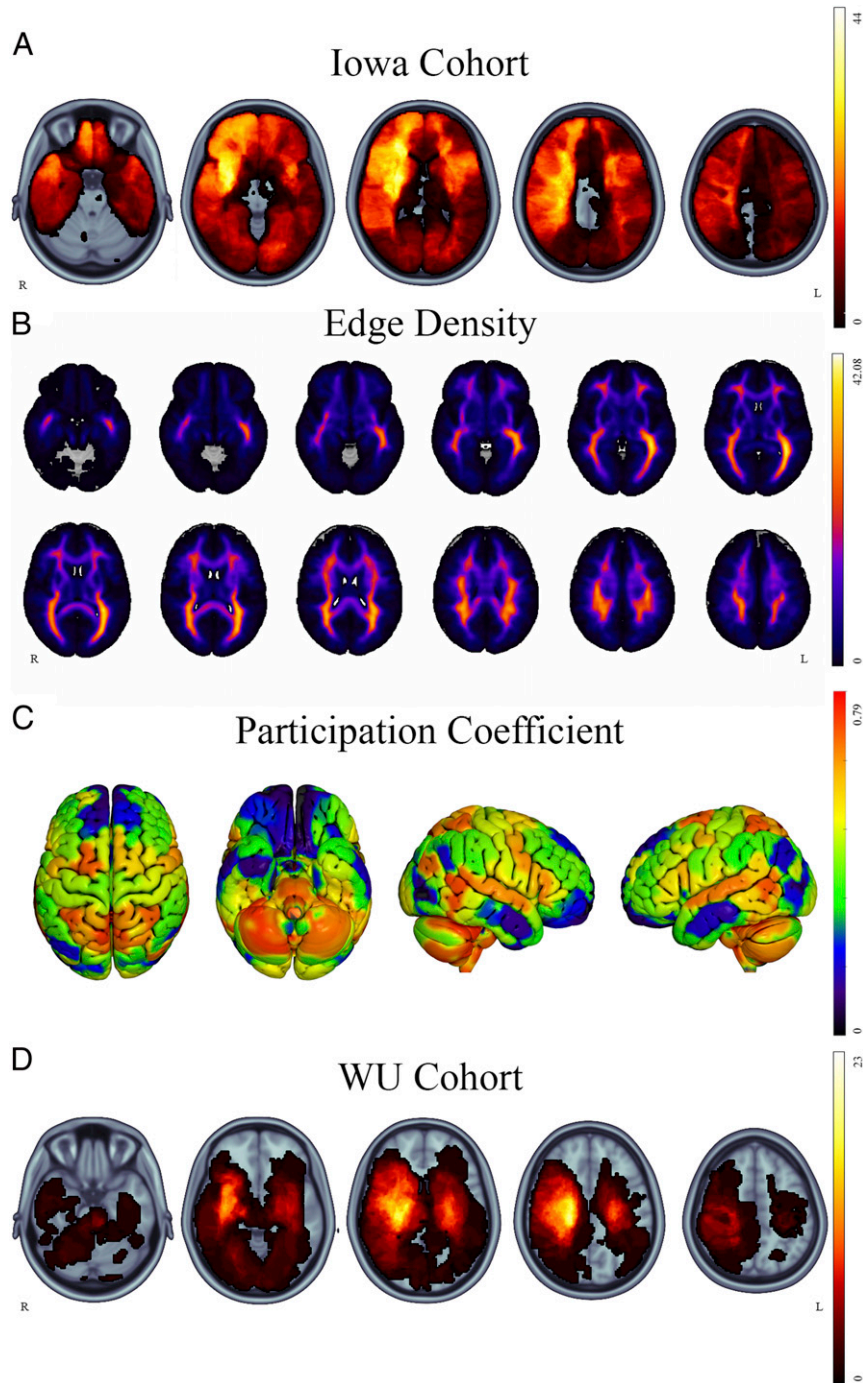 A
Iowa Cohort
44
0
R
L
B
Edge Density
42.08
0
R
L
C
Participation Coefficient
0.79
0
D
WU Cohort
23
0
R
L